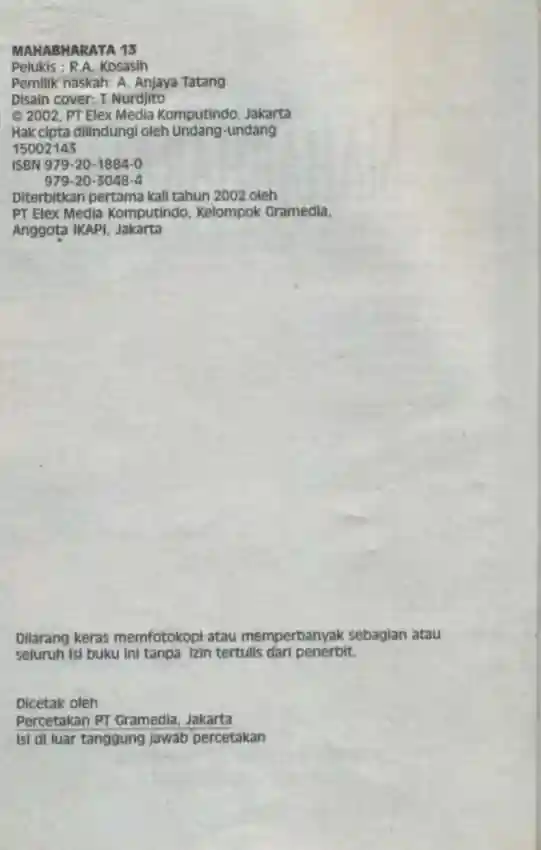 MAHABHARATA 13
Pelukis : R.A. Kosasih
Pemilik naskah: A. Anjaya Tatang
Disain cover: T. Nurdjito
© 2002, PT Elex Media Komputindo, Jakarta
Hak cipta dilindungi oleh Undang-undang
15002143
ISBN 979-20-1884-0
979-20-3048-4
Diterbitkan pertama kali tahun 2002 oleh
PT Elex Media Komputindo, Kelompok Gramedia,
Anggota IKAPI, Jakarta
Dilarang keras memfotokopi atau memperbanyak sebagian atau
seluruh isi buku ini tanpa izin tertulis dari penerbit.
Dicetak oleh
Percetakan PT Gramedia, Jakarta
Isi di luar tanggung jawab percetakan